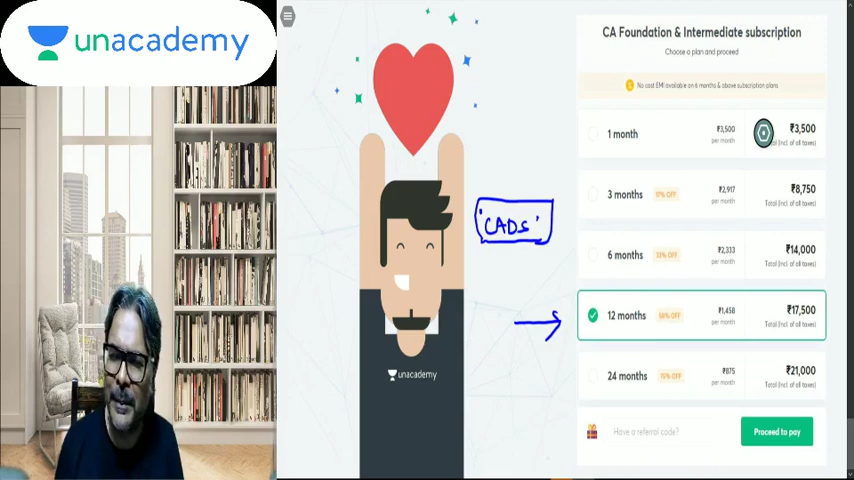 unacademy
CA Foundation & Intermediate subscription
Choose a plan and proceed
No cost EMI available on 6 months & above subscription plans
1 month ₹3,500 per month ₹3,500 Total (Incl. of all taxes)
3 months 17% OFF ₹2,917 per month ₹8,750 Total (Incl. of all taxes)
'CADS'
6 months 33% OFF ₹2,333 per month ₹14,000 Total (Incl. of all taxes)
12 months 58% OFF ₹1,458 per month ₹17,500 Total (Incl. of all taxes)
24 months 75% OFF ₹875 per month ₹21,000 Total (Incl. of all taxes)
unacademy
Have a referral code? Proceed to pay